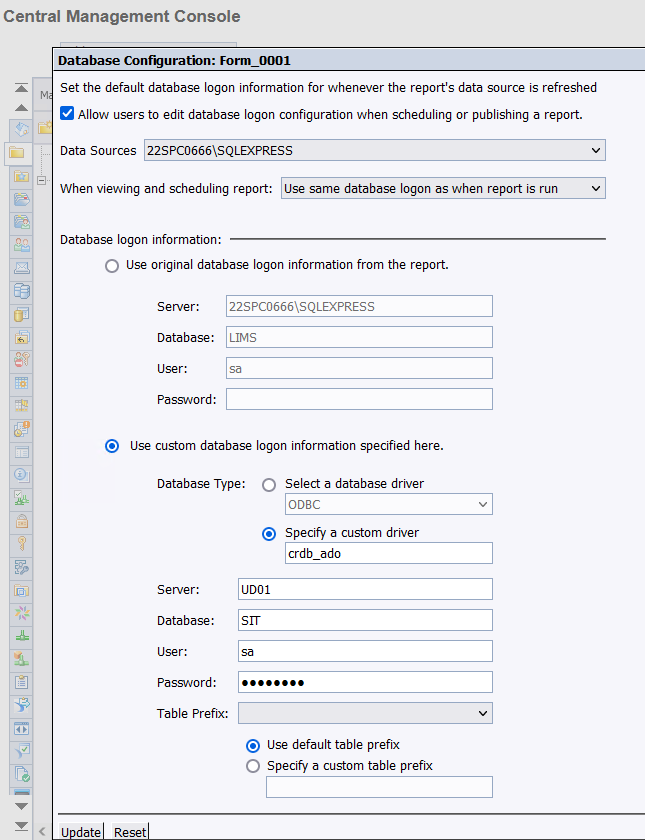 Central Management Console
Database Configuration: Form_0001
Set the default database logon information for whenever the report's data source is refreshed
Ma
Allow users to edit database logon configuration when scheduling or publishing a report.
Data Sources 22SPC0666\SQLEXPRESS
When viewing and scheduling report: Use same database logon as when report is run
Database logon information:
Use original database logon information from the report.
Server: 22SPC0666\SQLEXPRESS
Database: LIMS
User: sa
Password:
Use custom database logon information specified here.
Database Type: Select a database driver
ODBC
Specify a custom driver
crdb_ado
Server: UD01
Database: SIT
User: sa
Password: ●●●●●●●●
Table Prefix:
Use default table prefix
Specify a custom table prefix
Update Reset